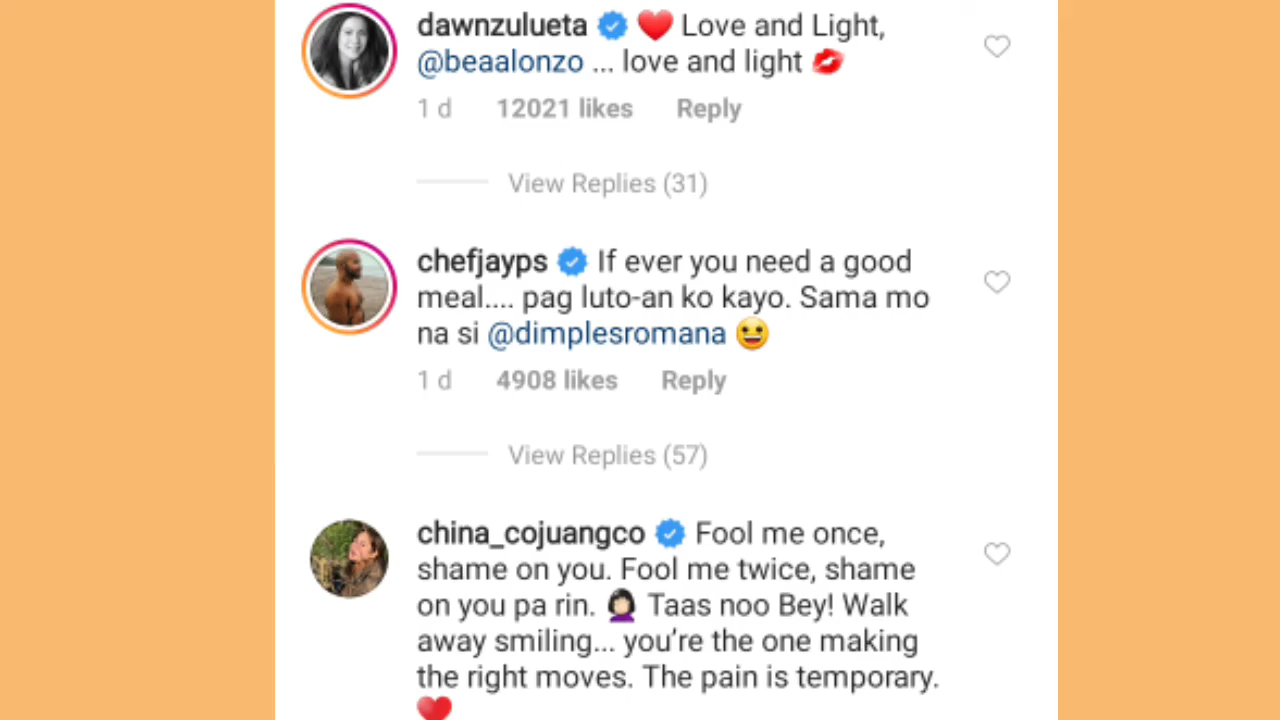 dawnzulueta ❤️ Love and Light,
@beaalonzo ... love and light 💋
1 d 12021 likes Reply
View Replies (31)
chefjayps If ever you need a good
meal.... pag luto-an ko kayo. Sama mo
na si @dimplesromana 😀
1 d 4908 likes Reply
View Replies (57)
china_cojuangco Fool me once,
shame on you. Fool me twice, shame
on you pa rin. 🤦🏻‍♀️ Taas noo Bey! Walk
away smiling... you're the one making
the right moves. The pain is temporary.
❤️